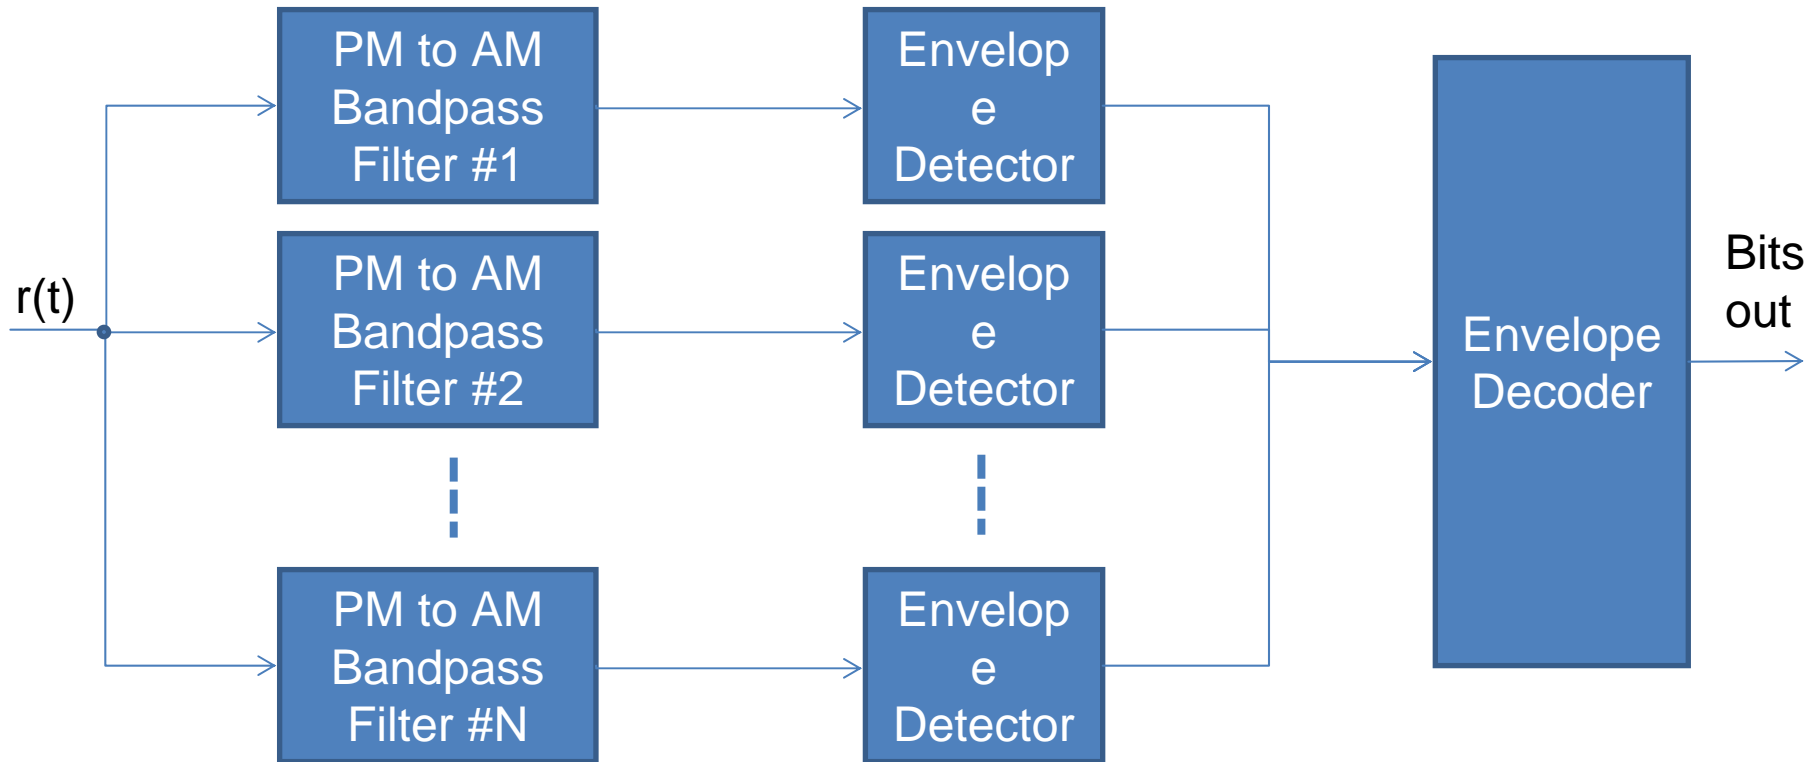 PM to AM
Bandpass
Filter #1
Envelop
e
Detector
r(t)
PM to AM
Bandpass
Filter #2
Envelop
e
Detector
PM to AM
Bandpass
Filter #N
Envelop
e
Detector
Envelope
Decoder
Bits
out